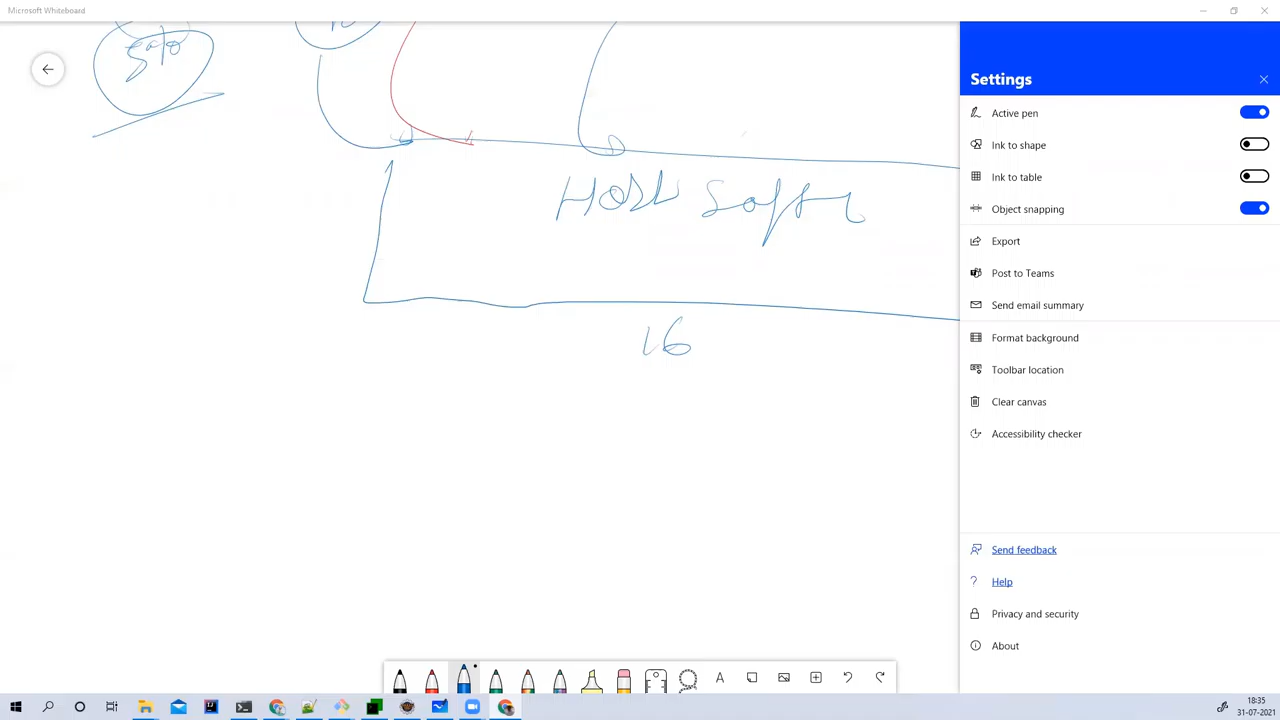 Microsoft Whiteboard
Settings
Active pen
Ink to shape
Ink to table
Object snapping
Export
Post to Teams
Send email summary
Format background
Toolbar location
Clear canvas
Accessibility checker
Send feedback
Help
Privacy and security
About
16
18:35
31-07-2021